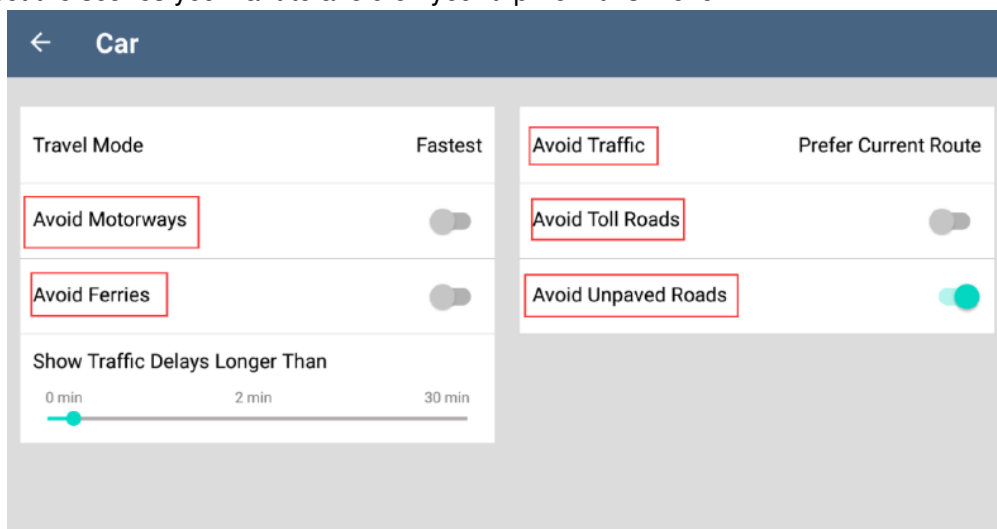 Car
Travel Mode Fastest
Avoid Motorways
Avoid Ferries
Show Traffic Delays Longer Than
0 min 2 min 30 min
Avoid Traffic Prefer Current Route
Avoid Toll Roads
Avoid Unpaved Roads